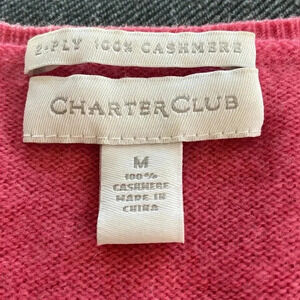 2-PLY 100% CASHMERE
CHARTER CLUB
M
100%
CASHMERE
MADE IN
CHINA